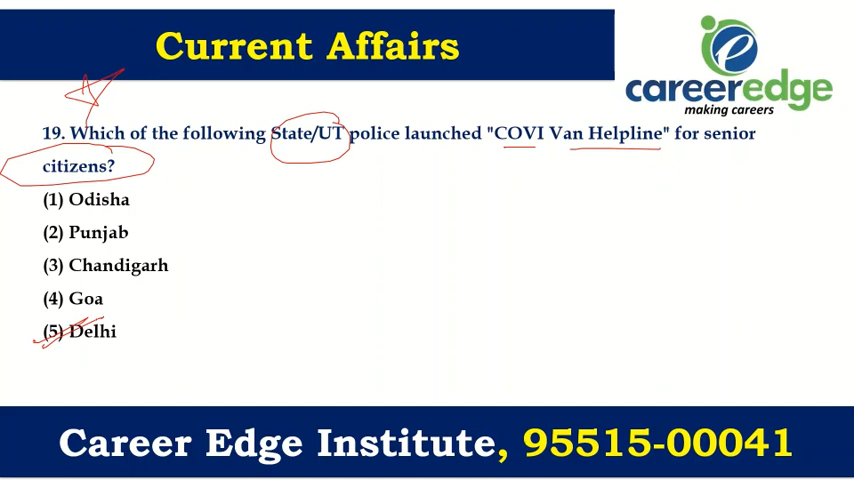 Current Affairs
careeredge
making careers
19. Which of the following State/UT police launched "COVI Van Helpline" for senior
citizens?
(1) Odisha
(2) Punjab
(3) Chandigarh
(4) Goa
(5) Delhi
Career Edge Institute, 95515-00041